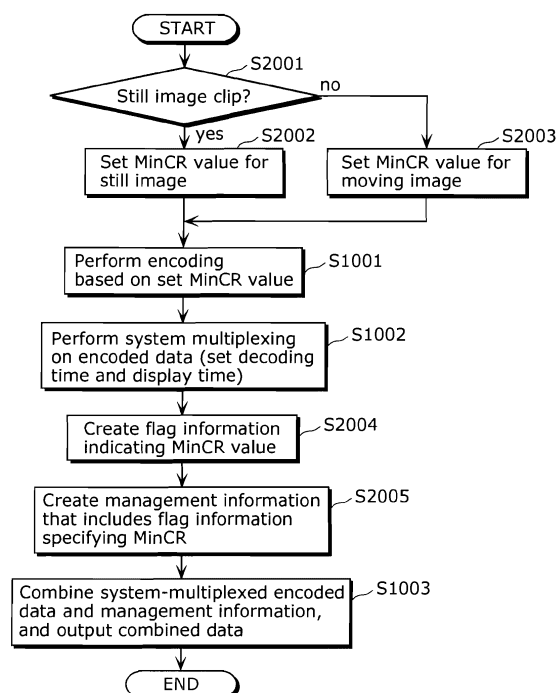 START
S2001
Still image clip?
no
yes
S2002
S2003
Set MinCR value for
still image
Set MinCR value for
moving image
Perform encoding
based on set MinCR value
S1001
Perform system multiplexing
on encoded data (set decoding
time and display time)
S1002
Create flag information
indicating MinCR value
S2004
Create management information
that includes flag information
specifying MinCR
S2005
Combine system-multiplexed encoded
data and management information,
and output combined data
S1003
END